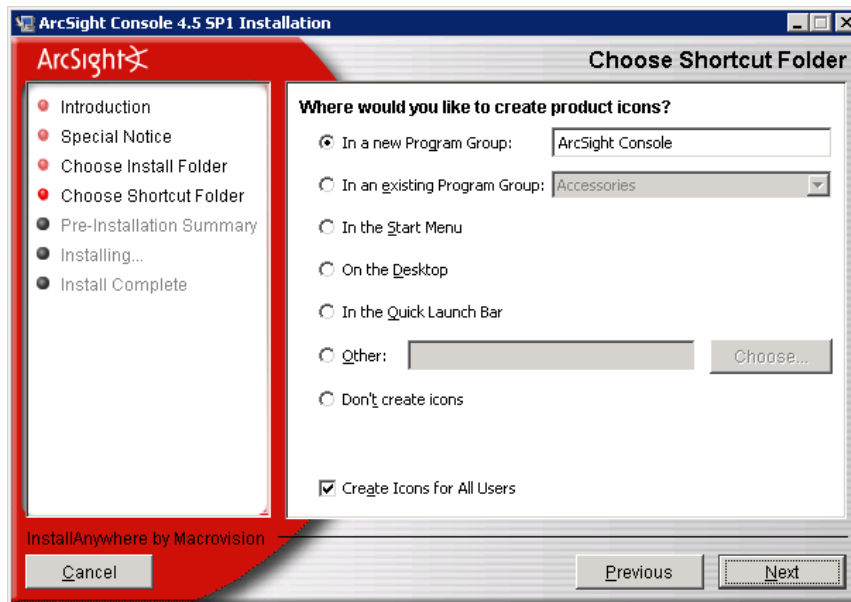 ArcSight Console 4.5 SP1 Installation
ArcSight
Choose Shortcut Folder
Introduction
Special Notice
Choose Install Folder
Choose Shortcut Folder
Pre-Installation Summary
Installing...
Install Complete
Where would you like to create product icons?
In a new Program Group: ArcSight Console
In an existing Program Group: Accessories
In the Start Menu
On the Desktop
In the Quick Launch Bar
Other: Choose...
Don't create icons
Create Icons for All Users
InstallAnywhere by Macrovision
Cancel Previous Next